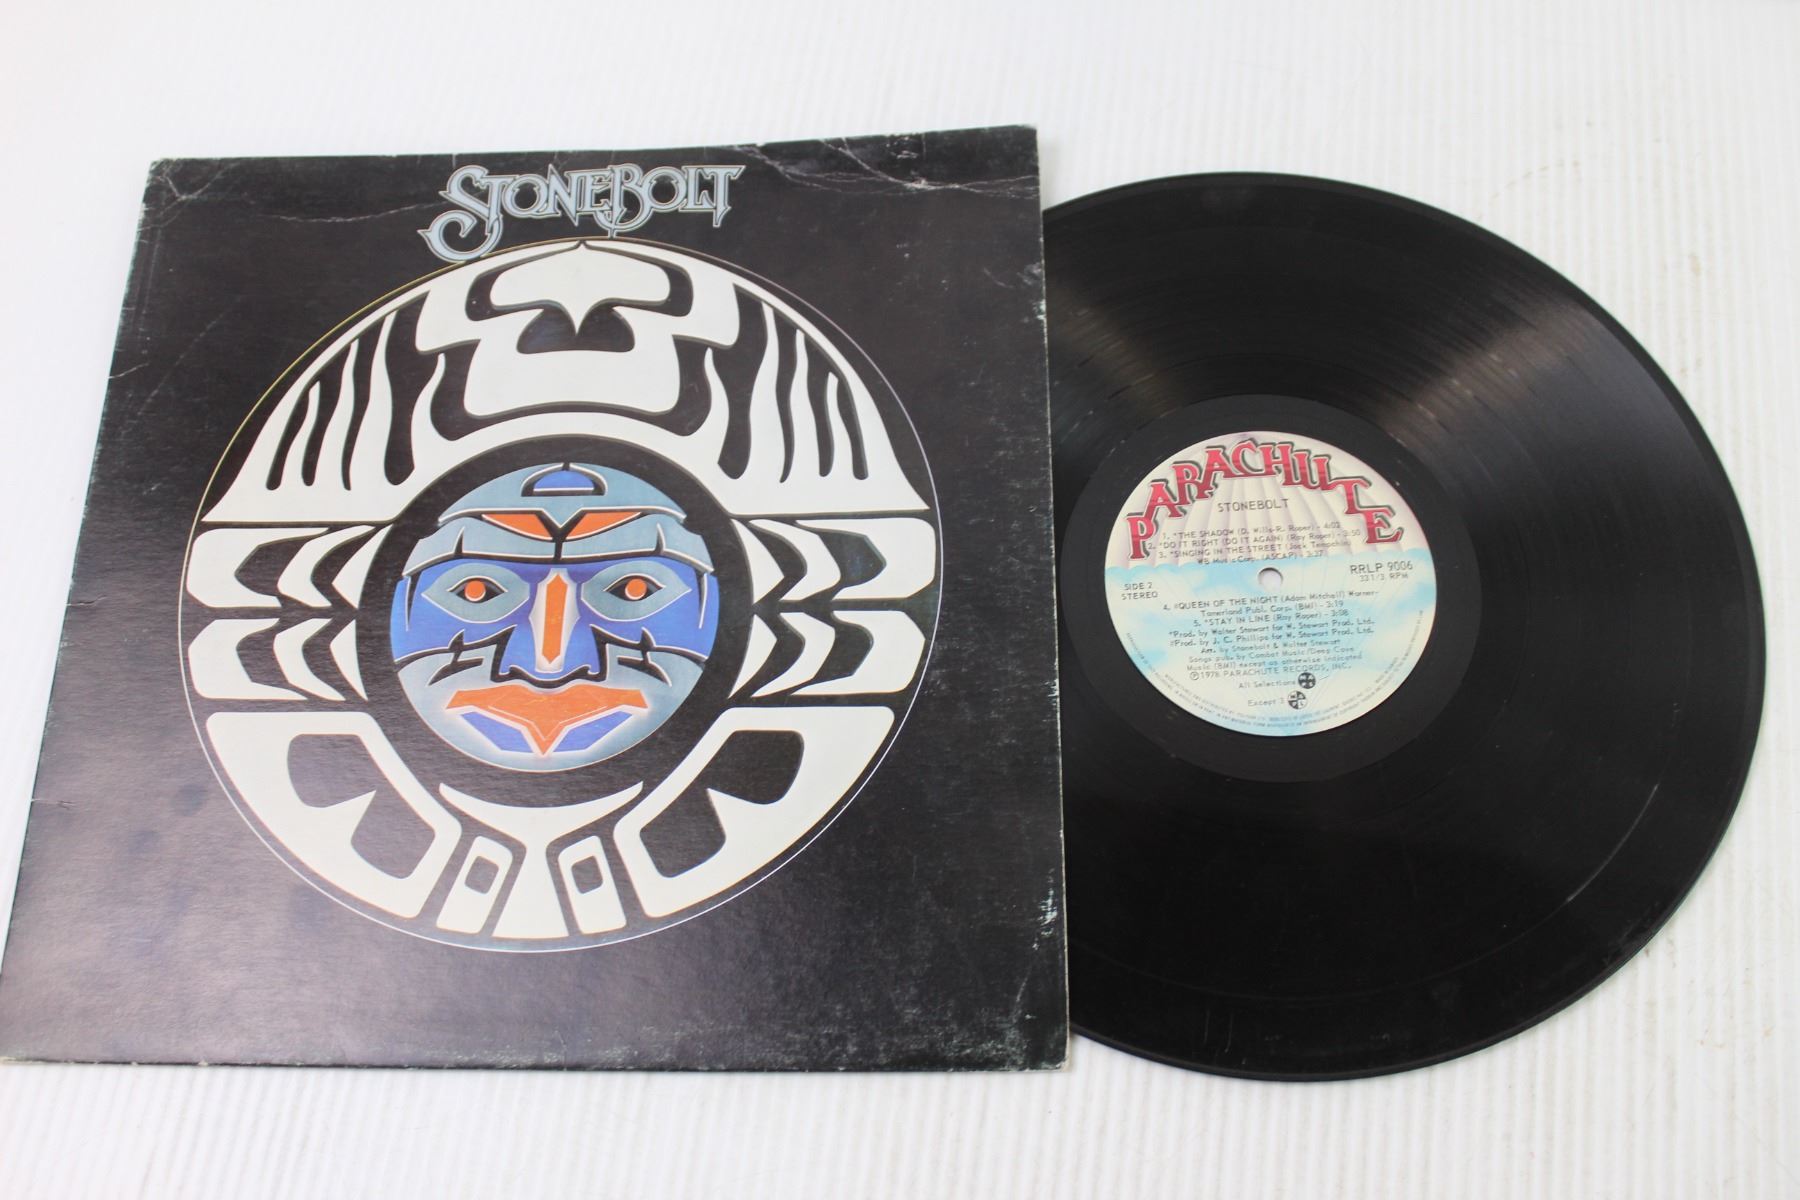 STONEBOLT
PARACHUTE
STONEBOLT
1. *THE SHADOW (D. Wills-R. Roper) - 4:02
2. *DO IT RIGHT (DO IT AGAIN) (Ray Roper) - 3:50
3. *SINGING IN THE STREET (Jack Tempchin)
WB Music Corp. (ASCAP) - 3:37
SIDE 2
STEREO
RRLP 9006
33 1/3 RPM
4. #QUEEN OF THE NIGHT (Adam Mitchell) Warner-
Tamerlane Publ. Corp. (BMI) - 3:19
5. *STAY IN LINE (Ray Roper) - 3:08
*Prod. by Walter Stewart for W. Stewart Prod. Ltd.
#Prod. by J. C. Phillips for W. Stewart Prod. Ltd.
Arr. by Stonebolt & Walter Stewart
Songs pub. by Combat Music/Deep Cove
Music (BMI) except as otherwise indicated
Ⓟ1978 PARACHUTE RECORDS, INC.
All Selections
Except 3